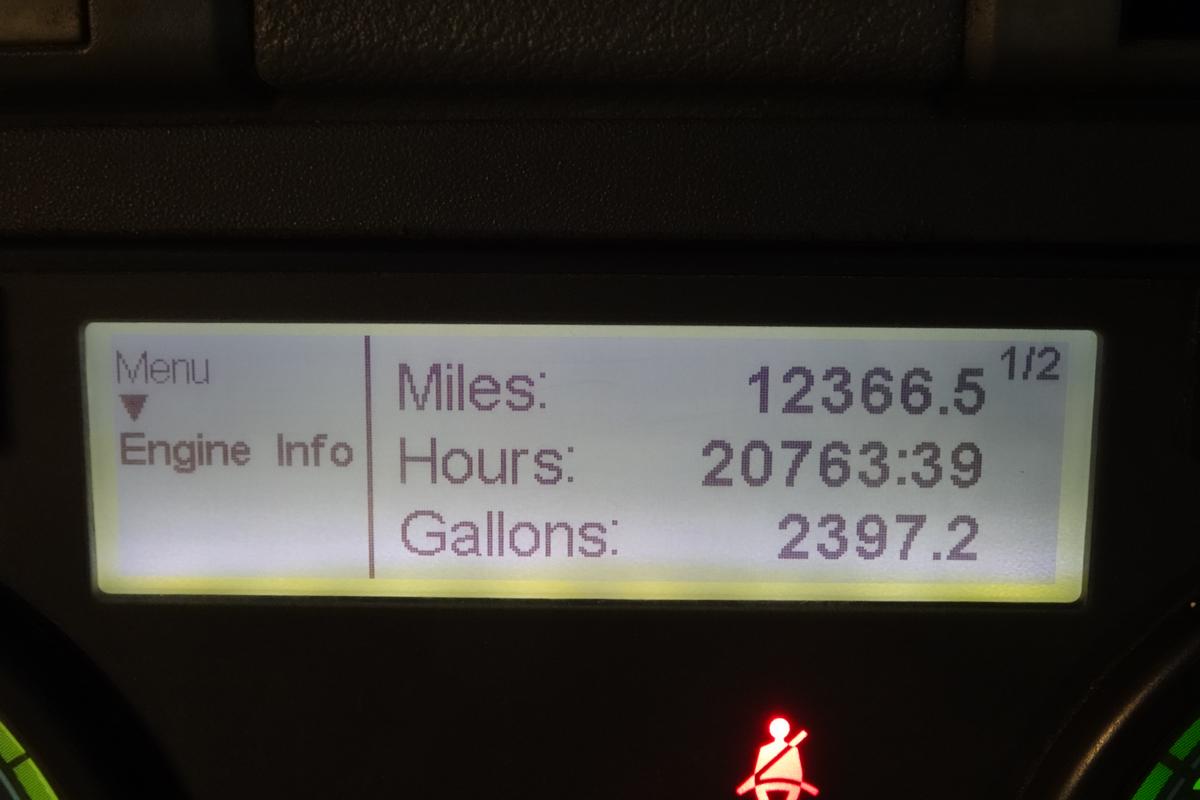 Menu
Engine Info
Miles: 12366.5 1/2
Hours: 20763:39
Gallons: 2397.2